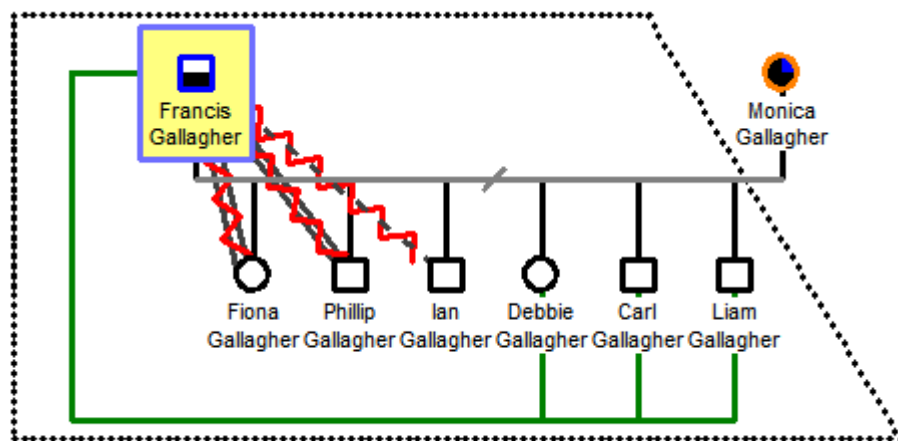 Francis
Gallagher
Monica
Gallagher
Fiona
Gallagher
Phillip
Gallagher
Ian
Gallagher
Debbie
Gallagher
Carl
Gallagher
Liam
Gallagher